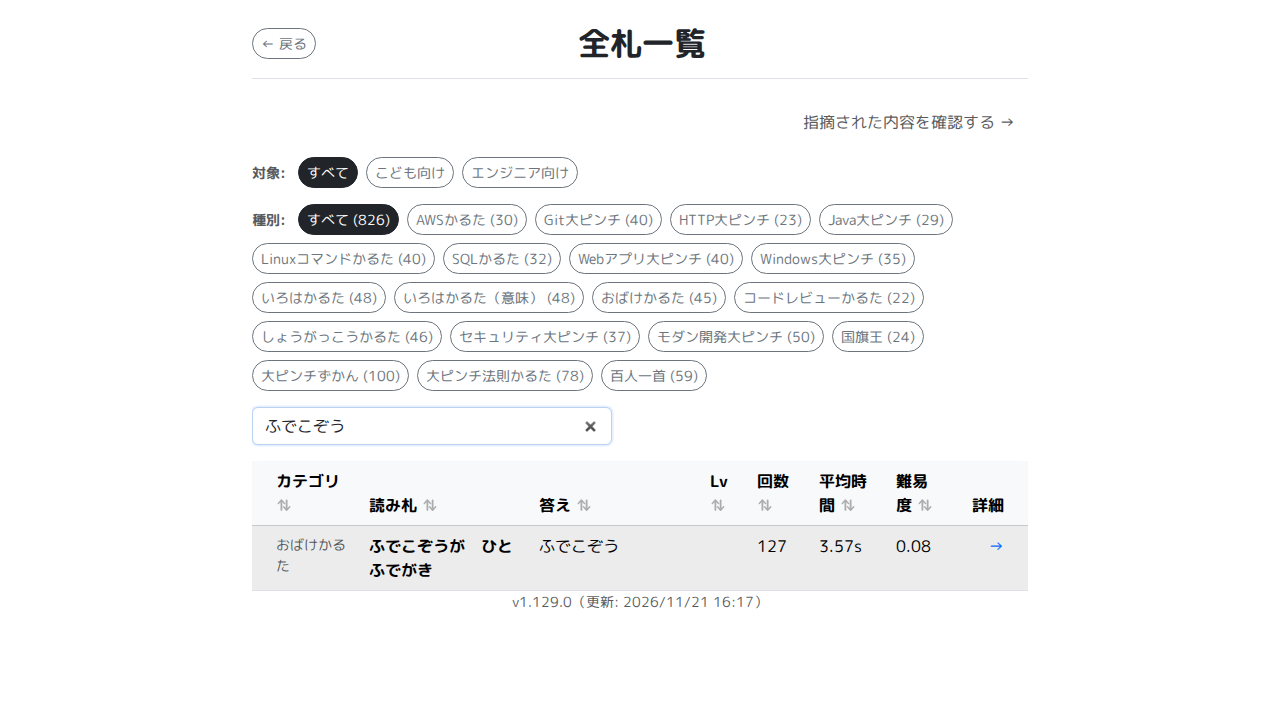 ← 戻る
全札一覧
指摘された内容を確認する →
対象: すべて こども向け エンジニア向け
種別: すべて (826) AWSかるた (30) Git大ピンチ (40) HTTP大ピンチ (23) Java大ピンチ (29)
Linuxコマンドかるた (40) SQLかるた (32) Webアプリ大ピンチ (40) Windows大ピンチ (35)
いろはかるた (48) いろはかるた（意味） (48) おばけかるた (45) コードレビューかるた (22)
しょうがっこうかるた (46) セキュリティ大ピンチ (37) モダン開発大ピンチ (50) 国旗王 (24)
大ピンチずかん (100) 大ピンチ法則かるた (78) 百人一首 (59)
ふでこぞう
カテゴリ ⇅ 読み札 ⇅ 答え ⇅ Lv ⇅ 回数 ⇅ 平均時間 ⇅ 難易度 ⇅ 詳細
おばけかるた ふでこぞうが　ひとふでがき ふでこぞう 127 3.57s 0.08 →
v1.129.0（更新: 2026/11/21 16:17）